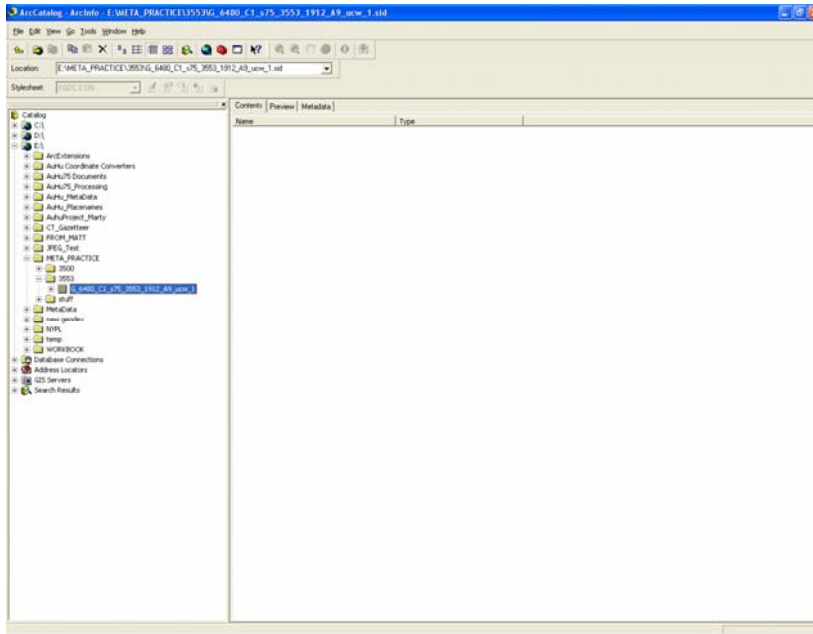 ArcCatalog - ArcInfo - E:\META_PRACTICE\3553\G_6480_C1_s75_3553_1912_A9_ucw_1.sid
File Edit View Go Tools Window Help
Location: E:\META_PRACTICE\3553\G_6480_C1_s75_3553_1912_A9_ucw_1.sid
Stylesheet: FGDC ESRI
Contents Preview Metadata
Name Type
Catalog
C:\
D:\
E:\
ArcExtensions
AuHu Coordinate Converters
AuHu75 Documents
AuHu75_Processing
AuHu_MetaData
AuHu_Placenames
AuhuProject_Marty
CT_Gazetteer
FROM_MATT
JPEG_Test
META_PRACTICE
3500
3553
G_6480_C1_s75_3553_1912_A9_ucw_1
stuff
MetaData
new geodev
NYPL
temp
WORKBOOK
Database Connections
Address Locators
GIS Servers
Search Results